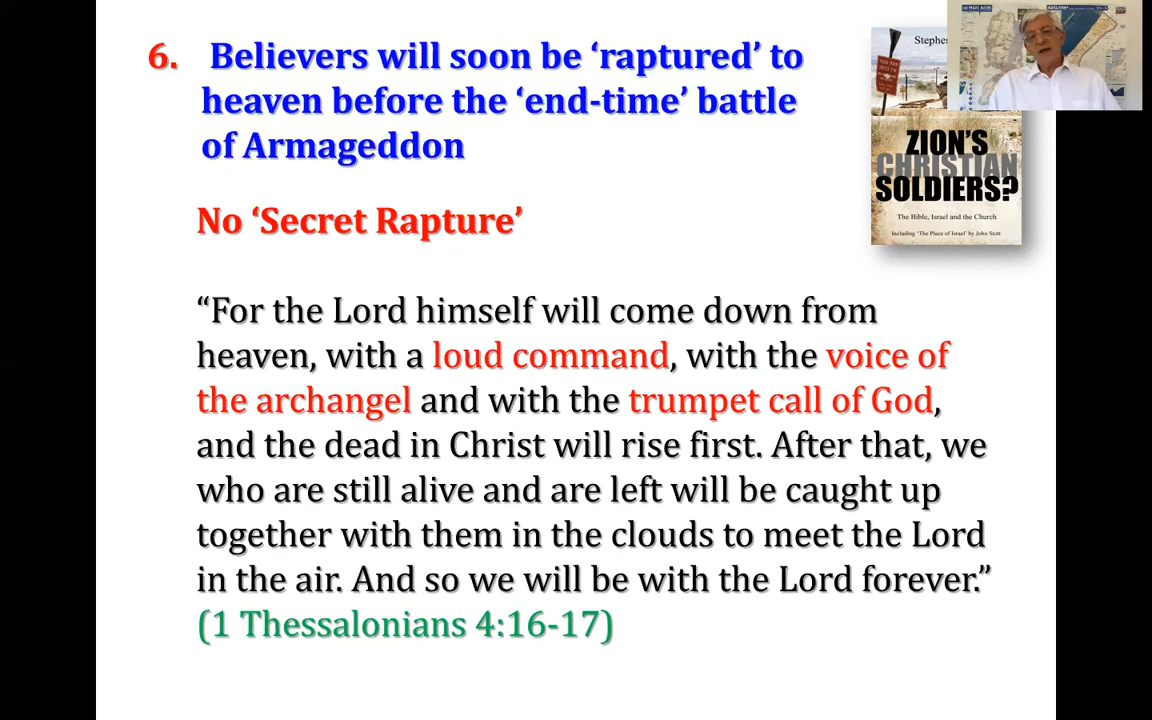 6. Believers will soon be ‘raptured’ to
heaven before the ‘end-time’ battle
of Armageddon
No ‘Secret Rapture’
“For the Lord himself will come down from
heaven, with a loud command, with the voice of
the archangel and with the trumpet call of God,
and the dead in Christ will rise first. After that, we
who are still alive and are left will be caught up
together with them in the clouds to meet the Lord
in the air. And so we will be with the Lord forever.”
(1 Thessalonians 4:16-17)
ZION'S
CHRISTIAN
SOLDIERS?
The Bible, Israel and the Church
Including 'The Place of Israel' by John Stott